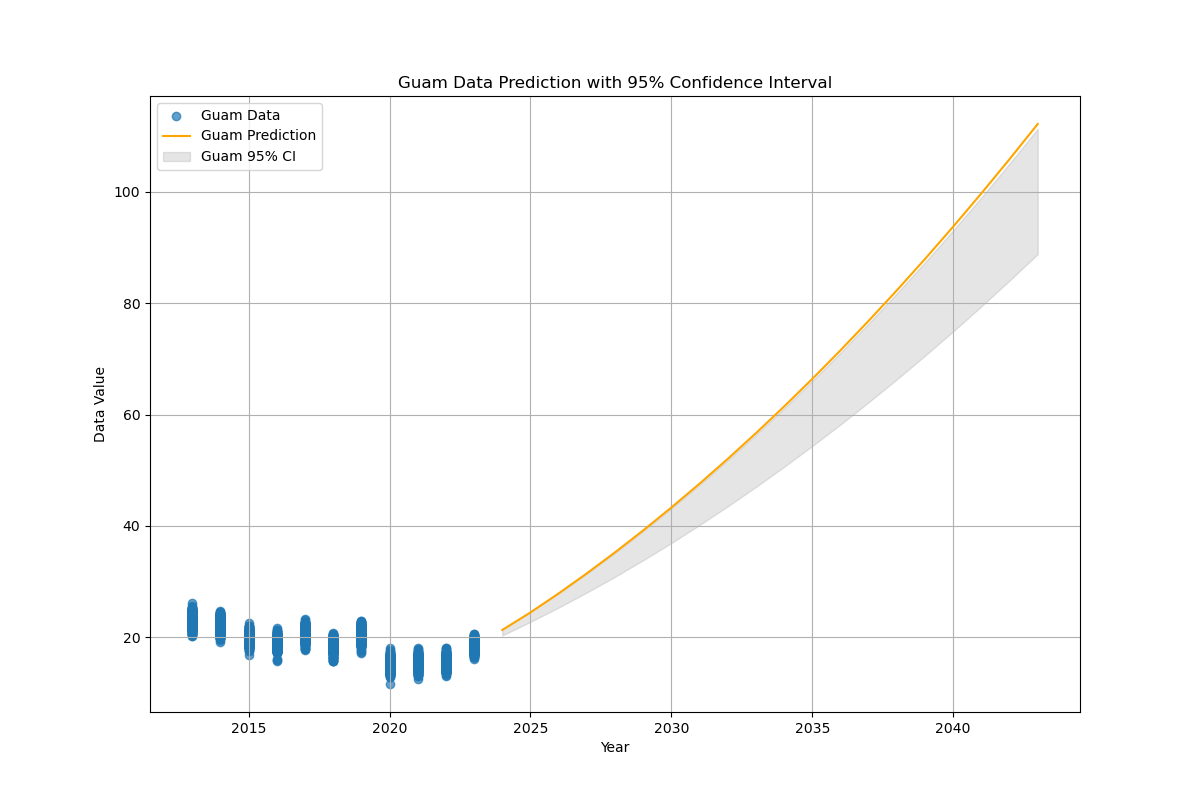 Guam Data Prediction with 95% Confidence Interval
Guam Data
Guam Prediction
Guam 95% CI
100
80
60
40
20
Data Value
2015 2020 2025 2030 2035 2040
Year